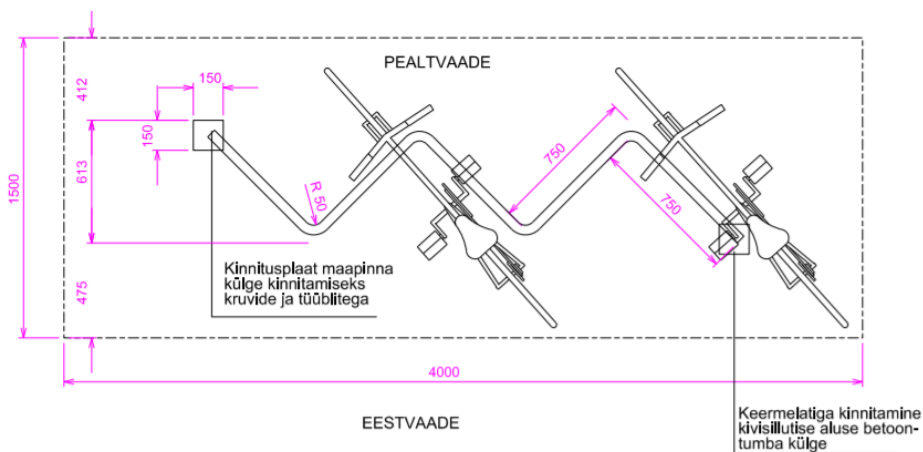 PEALTVAADE
150
412
150
613
1500
475
R 50
750
750
Kinnitusplaat maapinna
külge kinnitamiseks
kruvide ja tüüblitega
4000
EESTVAADE
Keermelatiga kinnitamine
kivisillutise aluse betoon-
tumba külge